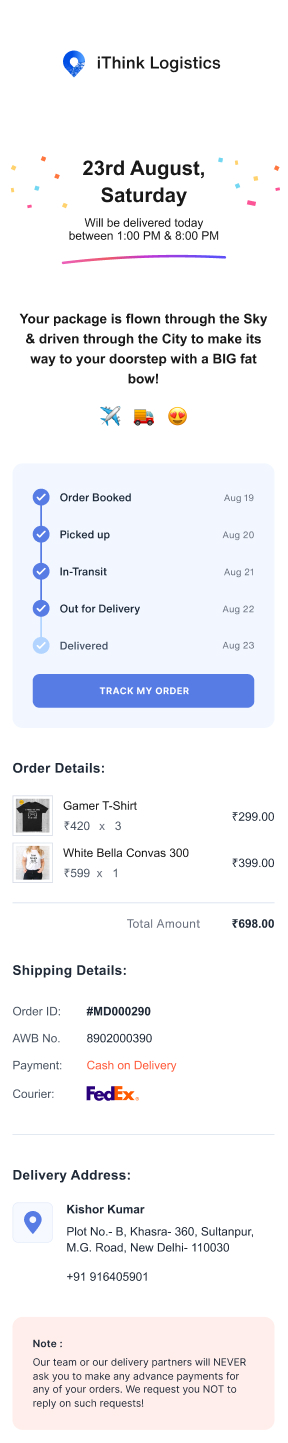 iThink Logistics
23rd August,
Saturday
Will be delivered today
between 1:00 PM & 8:00 PM
Your package is flown through the Sky
& driven through the City to make its
way to your doorstep with a BIG fat
bow!
Order Booked Aug 19
Picked up Aug 20
In-Transit Aug 21
Out for Delivery Aug 22
Delivered Aug 23
TRACK MY ORDER
Order Details:
Gamer T-Shirt
₹420 x 3 ₹299.00
White Bella Convas 300
₹599 x 1 ₹399.00
Total Amount ₹698.00
Shipping Details:
Order ID: #MD000290
AWB No. 8902000390
Payment: Cash on Delivery
Courier: FedEx®
Delivery Address:
Kishor Kumar
Plot No.- B, Khasra- 360, Sultanpur,
M.G. Road, New Delhi- 110030
+91 916405901
Note :
Our team or our delivery partners will NEVER
ask you to make any advance payments for
any of your orders. We request you NOT to
reply on such requests!